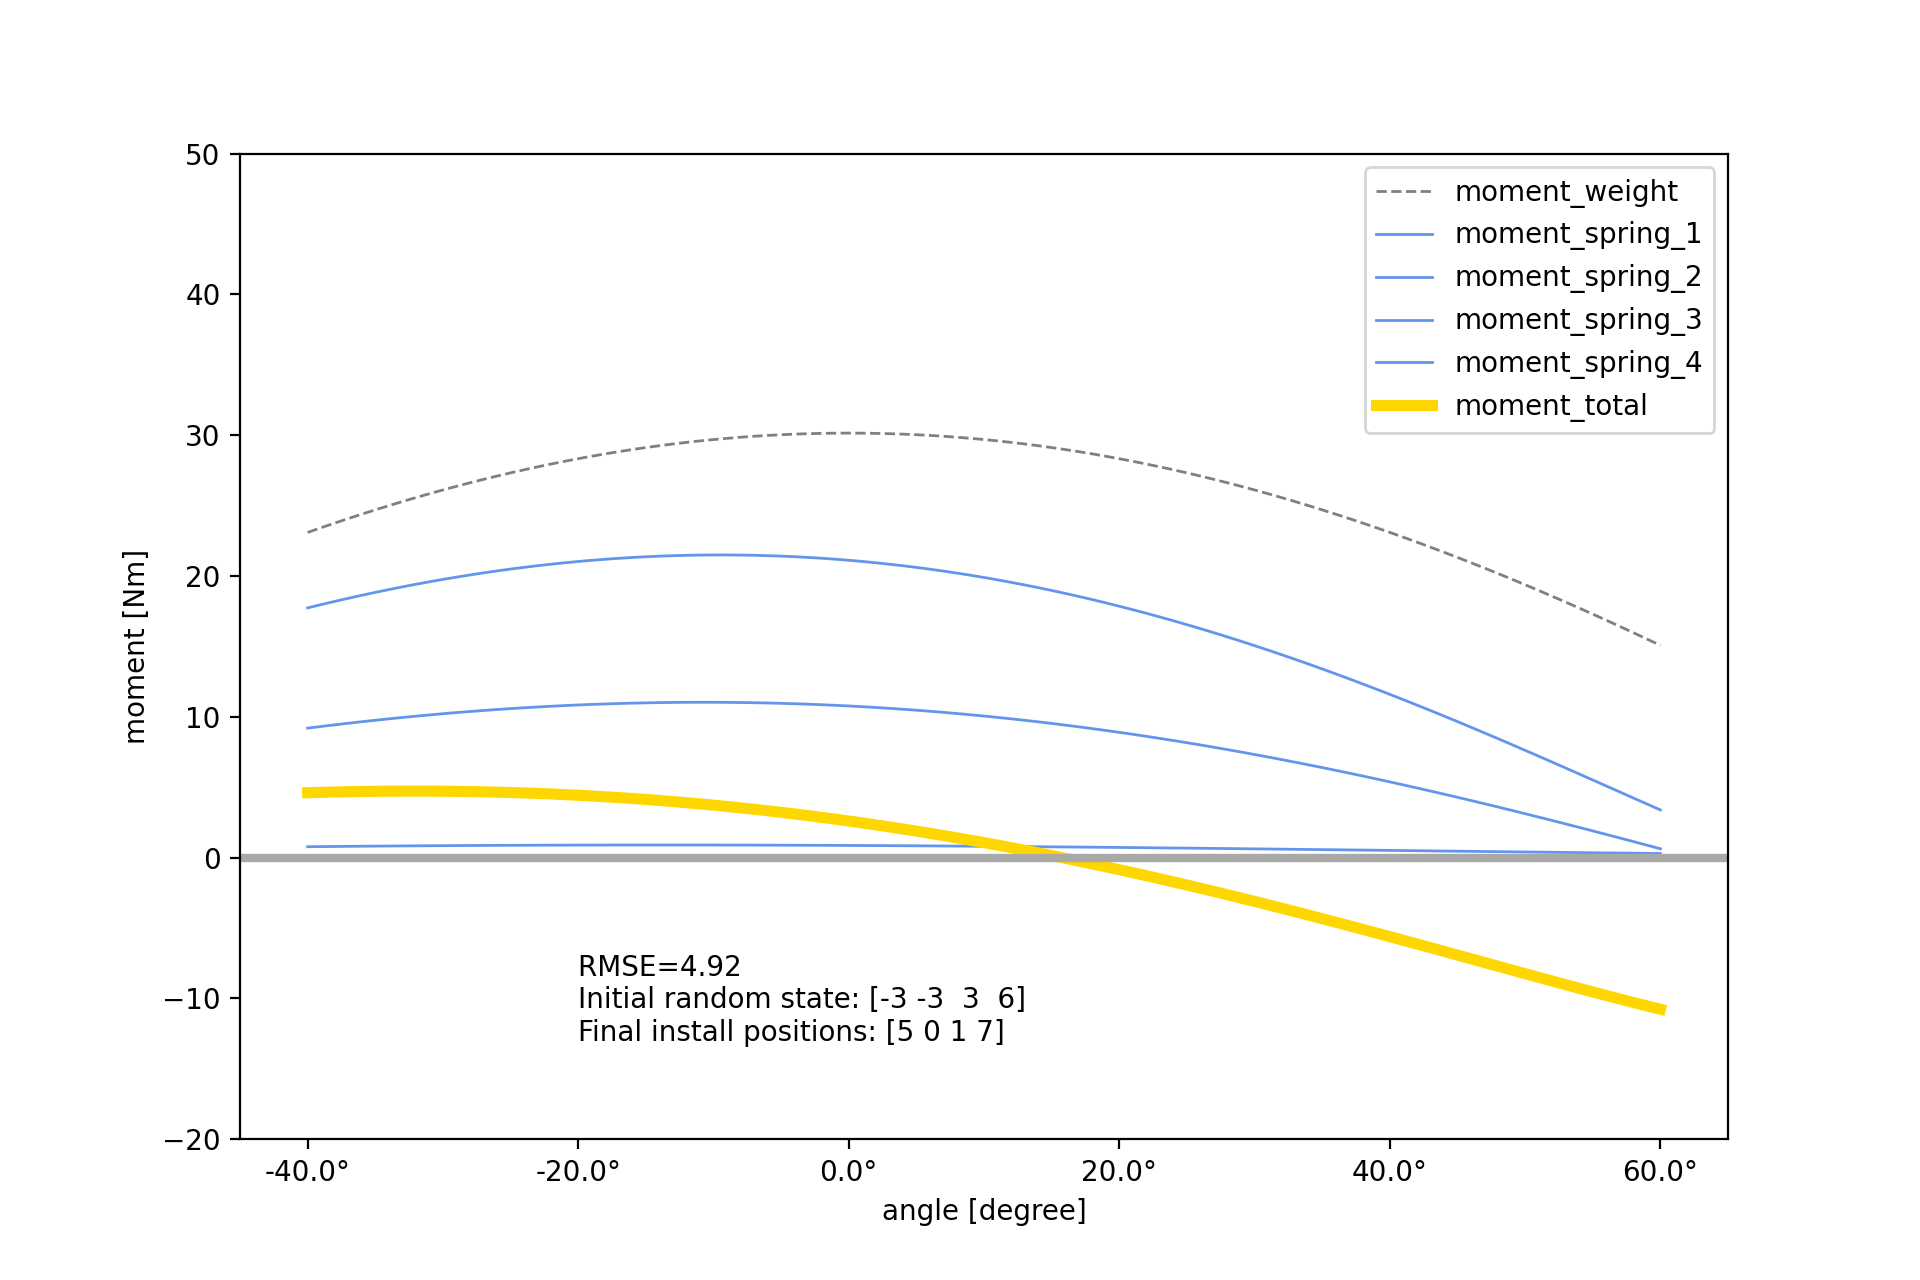 50
40
30
20
10
0
−10
−20
moment [Nm]
moment_weight
moment_spring_1
moment_spring_2
moment_spring_3
moment_spring_4
moment_total
RMSE=4.92
Initial random state: [-3 -3  3  6]
Final install positions: [5 0 1 7]
-40.0° -20.0° 0.0° 20.0° 40.0° 60.0°
angle [degree]